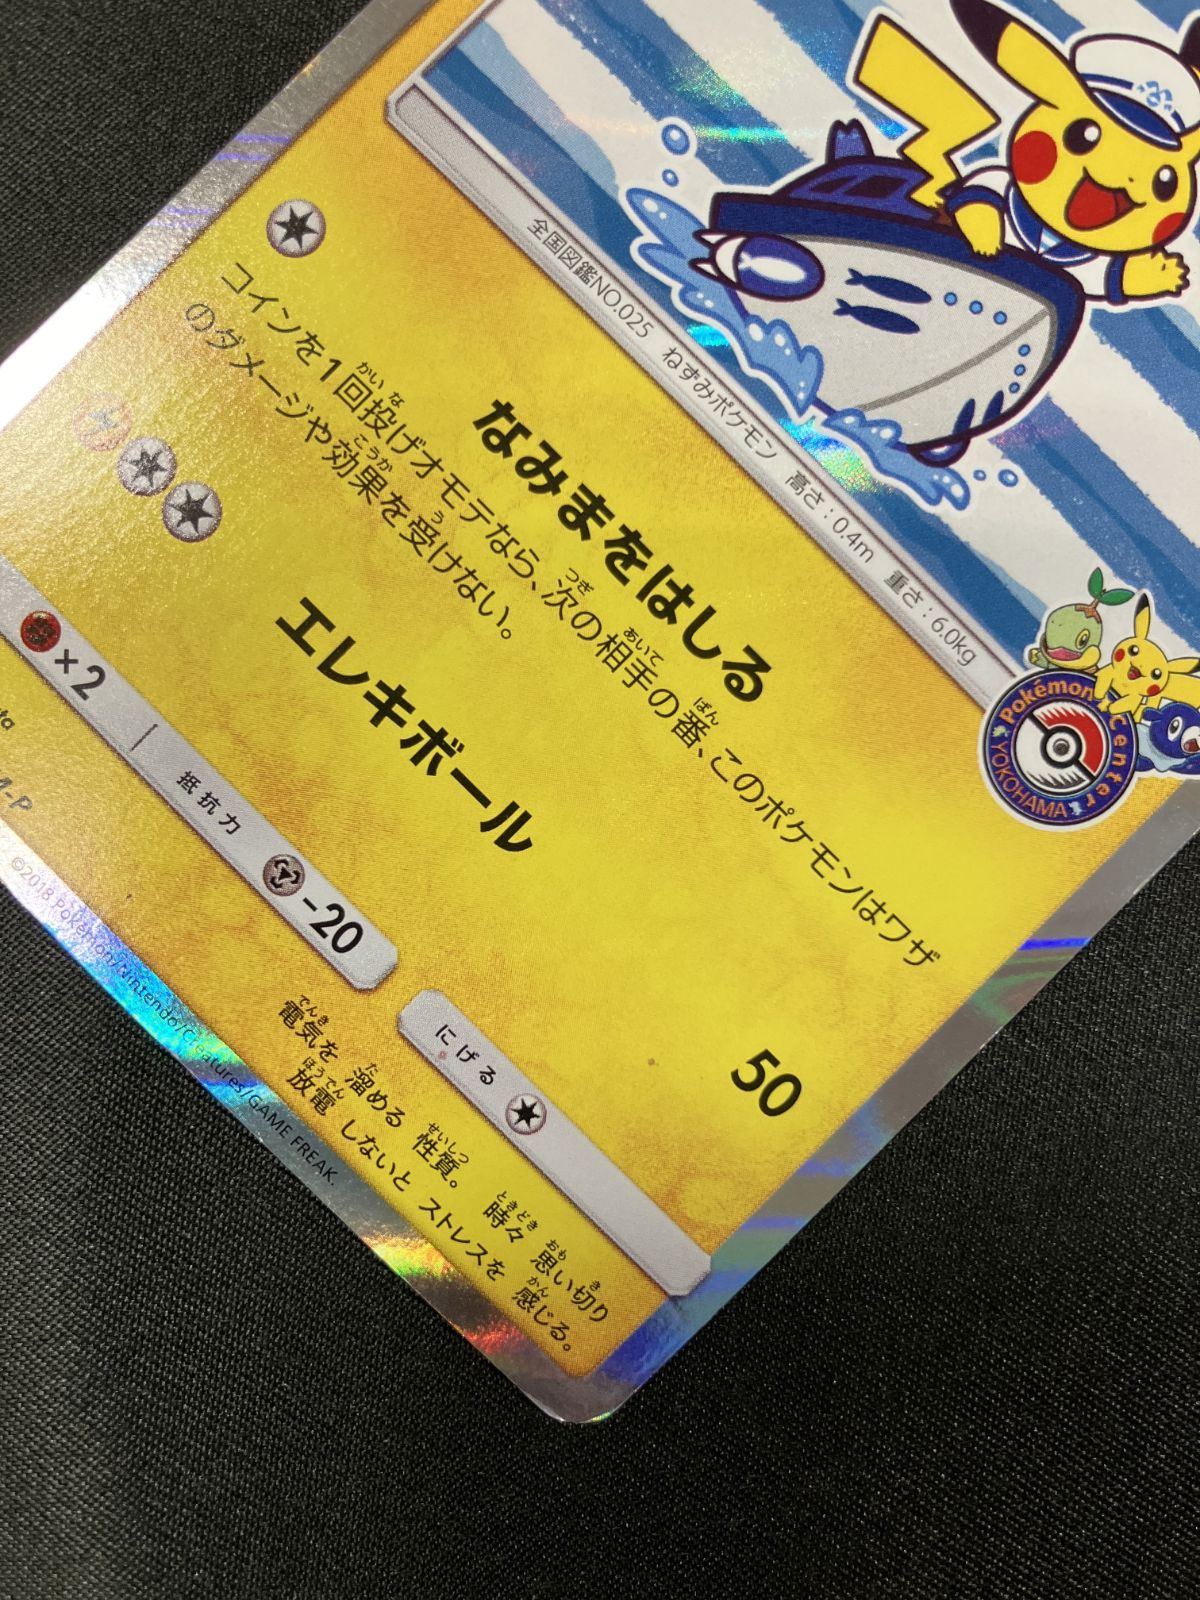 全国図鑑NO.025 ねずみポケモン 高さ:0.4m 重さ:6.0kg
Pokémon Center
YOKOHAMA
なみまをはしる
コインを1回投げオモテなら、次の相手の番、このポケモンはワザ
のダメージや効果を受けない。
エレキボール 50
×2
抵抗力 -20
にげる
電気を 溜める 性質。 時々 思い切り
放電 しないと ストレスを 感じる。
©2018 Pokémon/Nintendo/Creatures/GAME FREAK.